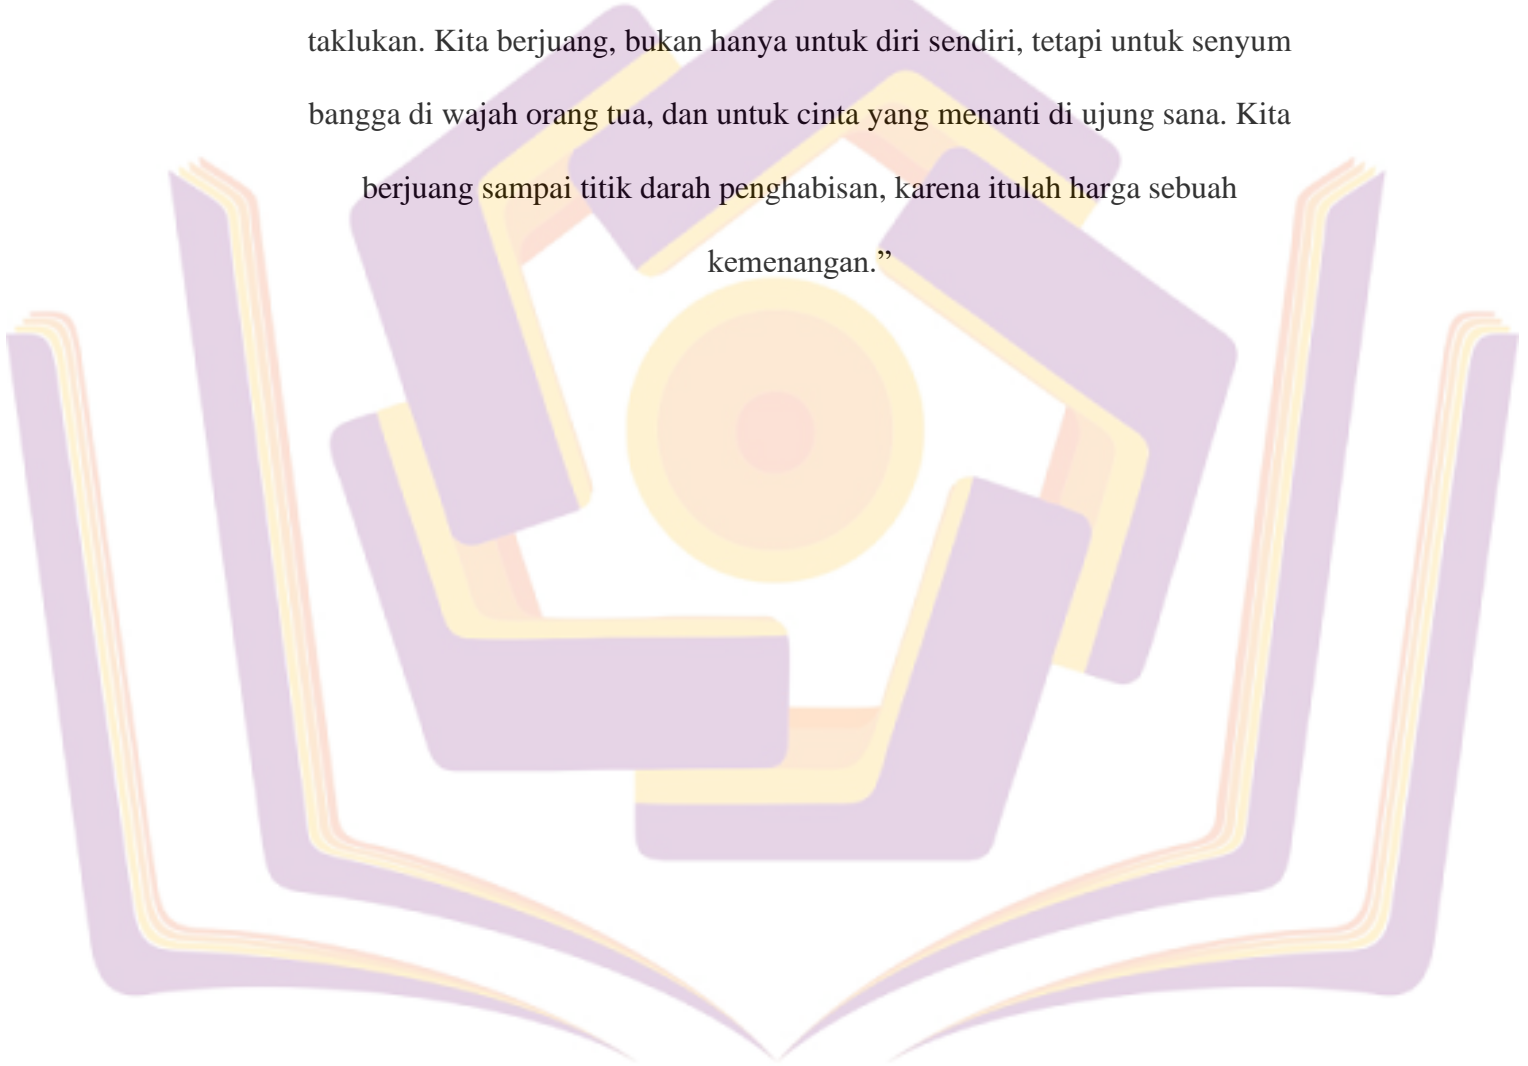 taklukan. Kita berjuang, bukan hanya untuk diri sendiri, tetapi untuk senyum
bangga di wajah orang tua, dan untuk cinta yang menanti di ujung sana. Kita
berjuang sampai titik darah penghabisan, karena itulah harga sebuah
kemenangan.”